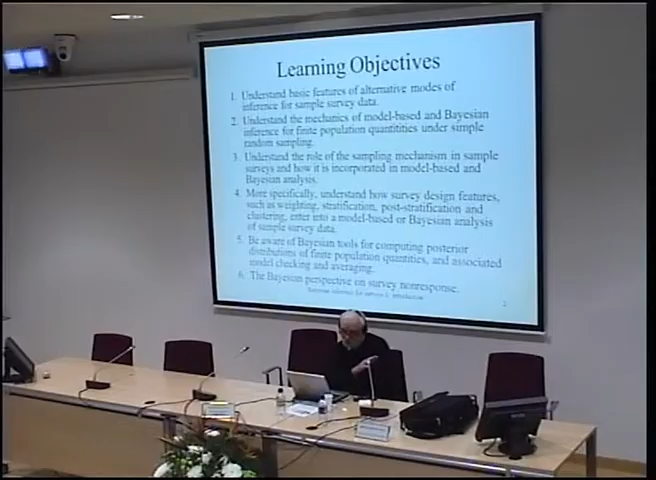 Learning Objectives
1. Understand basic features of alternative modes of
inference for sample survey data.
2. Understand the mechanics of model-based and Bayesian
inference for finite population quantities under simple
random sampling.
3. Understand the role of the sampling mechanism in sample
surveys and how it is incorporated in model-based and
Bayesian analysis.
4. More specifically, understand how survey design features,
such as weighting, stratification, post-stratification and
clustering, enter into a model-based or Bayesian analysis
of sample survey data.
5. Be aware of Bayesian tools for computing posterior
distributions of finite population quantities, and associated
model checking and averaging.
6. The Bayesian perspective on survey nonresponse.
Bayesian inference for surveys introduction
2